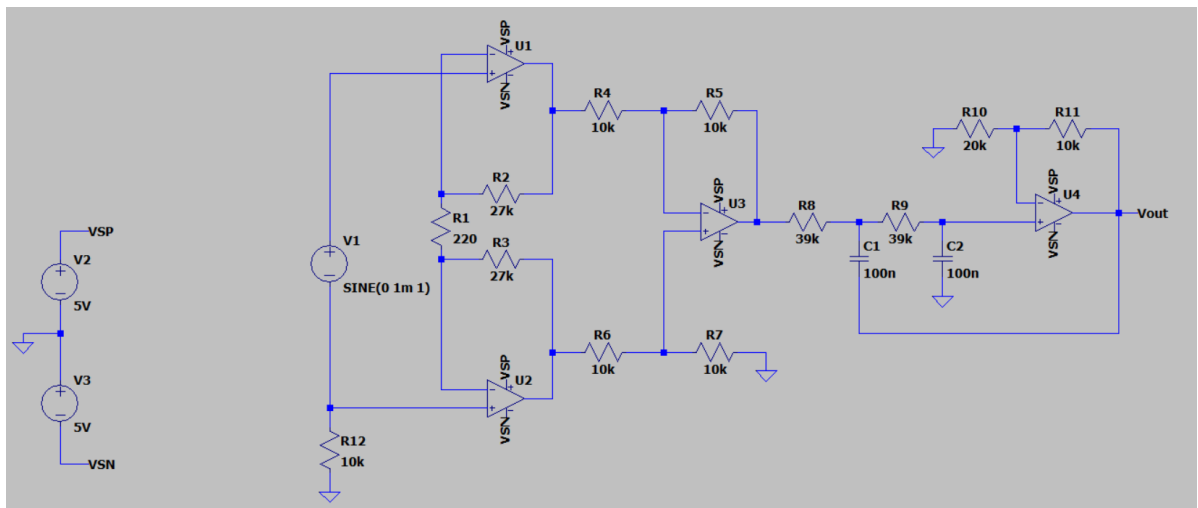 VSP
U1
VSN
R4
10k
R5
10k
R10
20k
R11
10k
VSP
U4
VSN
Vout
R2
27k
R1
220
R3
27k
VSP
U3
VSN
R8
39k
R9
39k
C1
100n
C2
100n
V1
SINE(0 1m 1)
VSP
V2
5V
R6
10k
R7
10k
VSP
U2
VSN
V3
5V
VSN
R12
10k